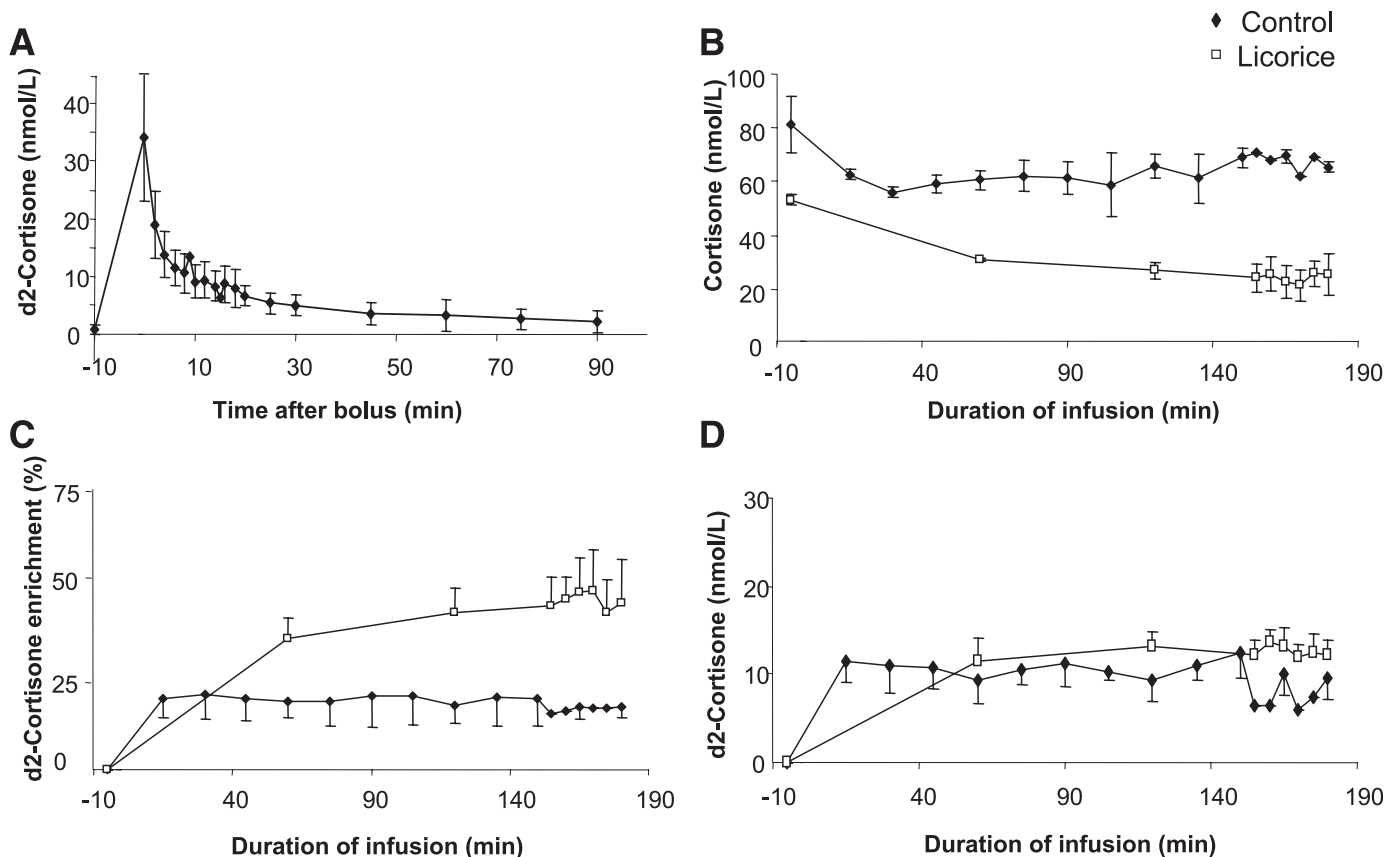 A
B
◆ Control
□ Licorice
d2-Cortisone (nmol/L)
40
30
20
10
0
-10 10 30 50 70 90
Time after bolus (min)
Cortisone (nmol/L)
100
80
60
40
20
0
-10 40 90 140 190
Duration of infusion (min)
C
D
d2-Cortisone enrichment (%)
75
50
25
0
-10 40 90 140 190
Duration of infusion (min)
d2-Cortisone (nmol/L)
30
20
10
0
-10 40 90 140 190
Duration of infusion (min)